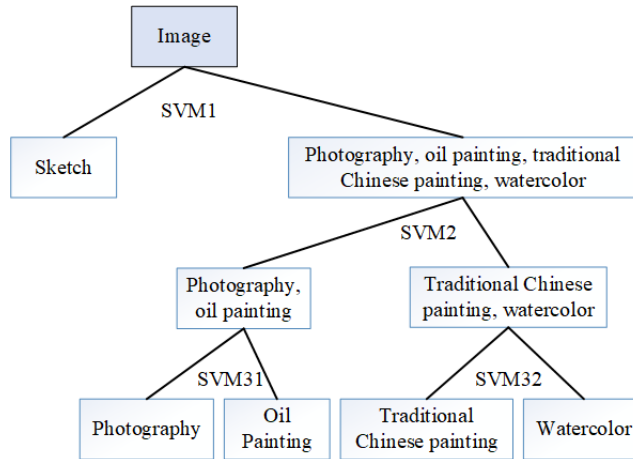 Image
SVM1
Sketch
Photography, oil painting, traditional
Chinese painting, watercolor
SVM2
Photography,
oil painting
Traditional Chinese
painting, watercolor
SVM31
SVM32
Photography
Oil
Painting
Traditional
Chinese painting
Watercolor